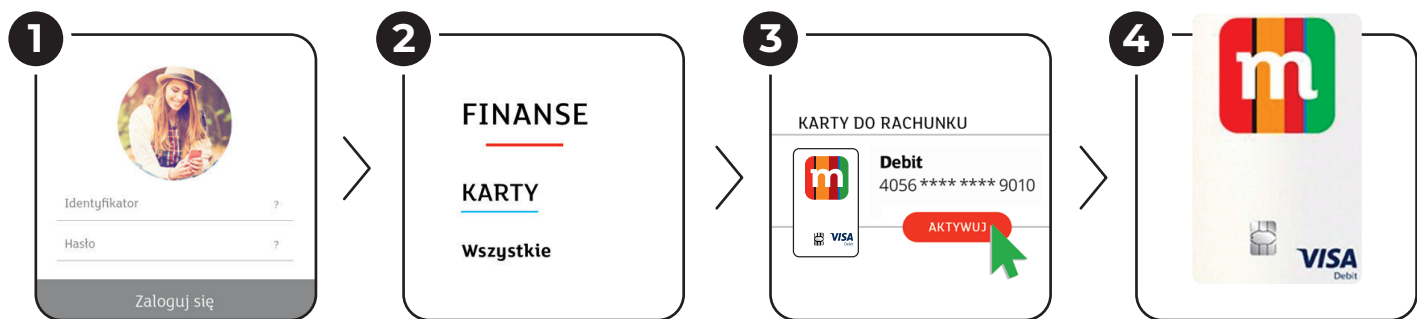 1
Identyfikator ?
Hasło ?
Zaloguj się
2
FINANSE
KARTY
Wszystkie
3
KARTY DO RACHUNKU
m
Debit
4056 **** **** 9010
AKTYWUJ
VISA
Debit
4
m
VISA
Debit